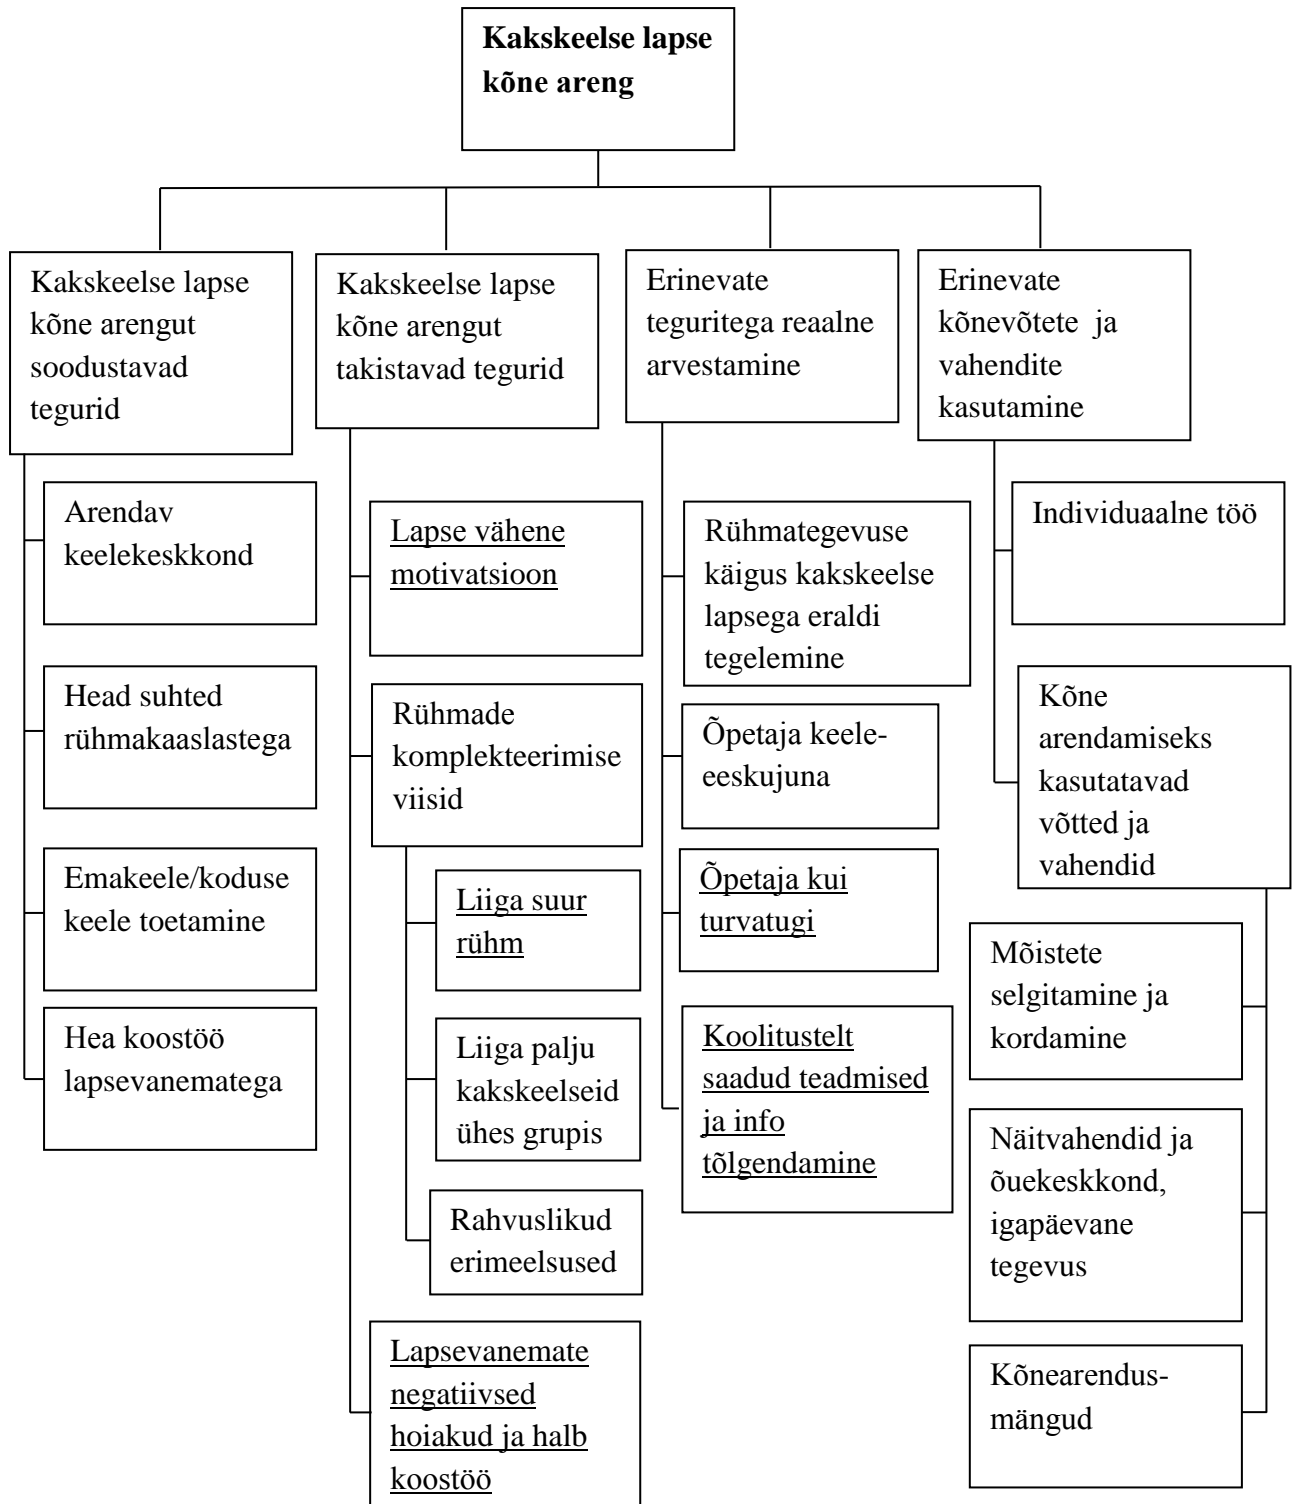 Kakskeelse lapse
kõne areng
Kakskeelse lapse
kõne arengut
soodustavad
tegurid
Arendav
keelekeskkond
Head suhted
rühmakaaslastega
Emakeele/koduse
keele toetamine
Hea koostöö
lapsevanematega
Kakskeelse lapse
kõne arengut
takistavad tegurid
Lapse vähene
motivatsioon
Rühmade
komplekteerimise
viisid
Liiga suur
rühm
Liiga palju
kakskeelseid
ühes grupis
Rahvuslikud
erimeelsused
Lapsevanemate
negatiivsed
hoiakud ja halb
koostöö
Erinevate
teguritega reaalne
arvestamine
Rühmategevuse
käigus kakskeelse
lapsega eraldi
tegelemine
Õpetaja keele-
eeskujuna
Õpetaja kui
turvatugi
Koolitustelt
saadud teadmised
ja info
tõlgendamine
Erinevate
kõnevõtete ja
vahendite
kasutamine
Individuaalne töö
Kõne
arendamiseks
kasutatavad
võtted ja
vahendid
Mõistete
selgitamine ja
kordamine
Näitvahendid ja
õuekeskkond,
igapäevane
tegevus
Kõnearendus-
mängud